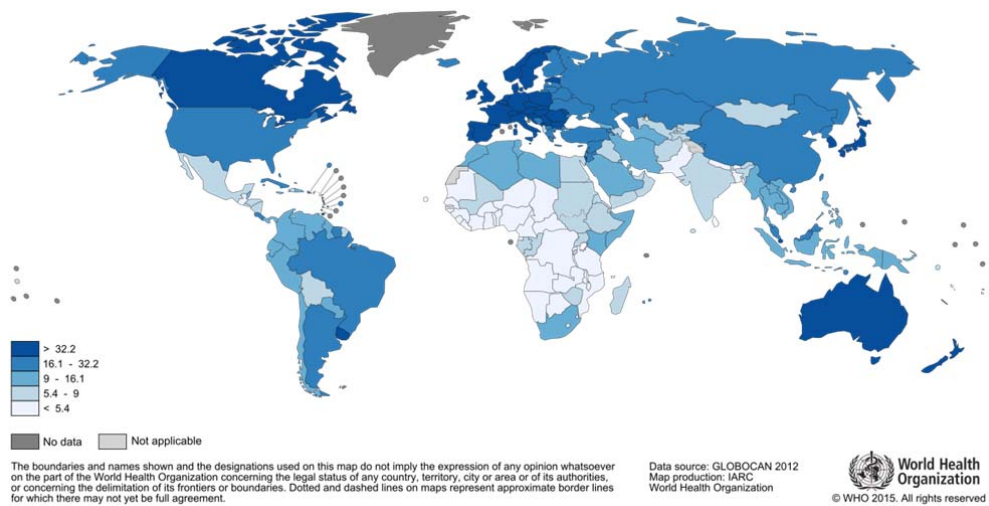 > 32.2
16.1 - 32.2
9 - 16.1
5.4 - 9
< 5.4
No data
Not applicable
The boundaries and names shown and the designations used on this map do not imply the expression of any opinion whatsoever
on the part of the World Health Organization concerning the legal status of any country, territory, city or area or of its authorities,
or concerning the delimitation of its frontiers or boundaries. Dotted and dashed lines on maps represent approximate border lines
for which there may not yet be full agreement.
Data source: GLOBOCAN 2012
Map production: IARC
World Health Organization
World Health
Organization
© WHO 2015. All rights reserved